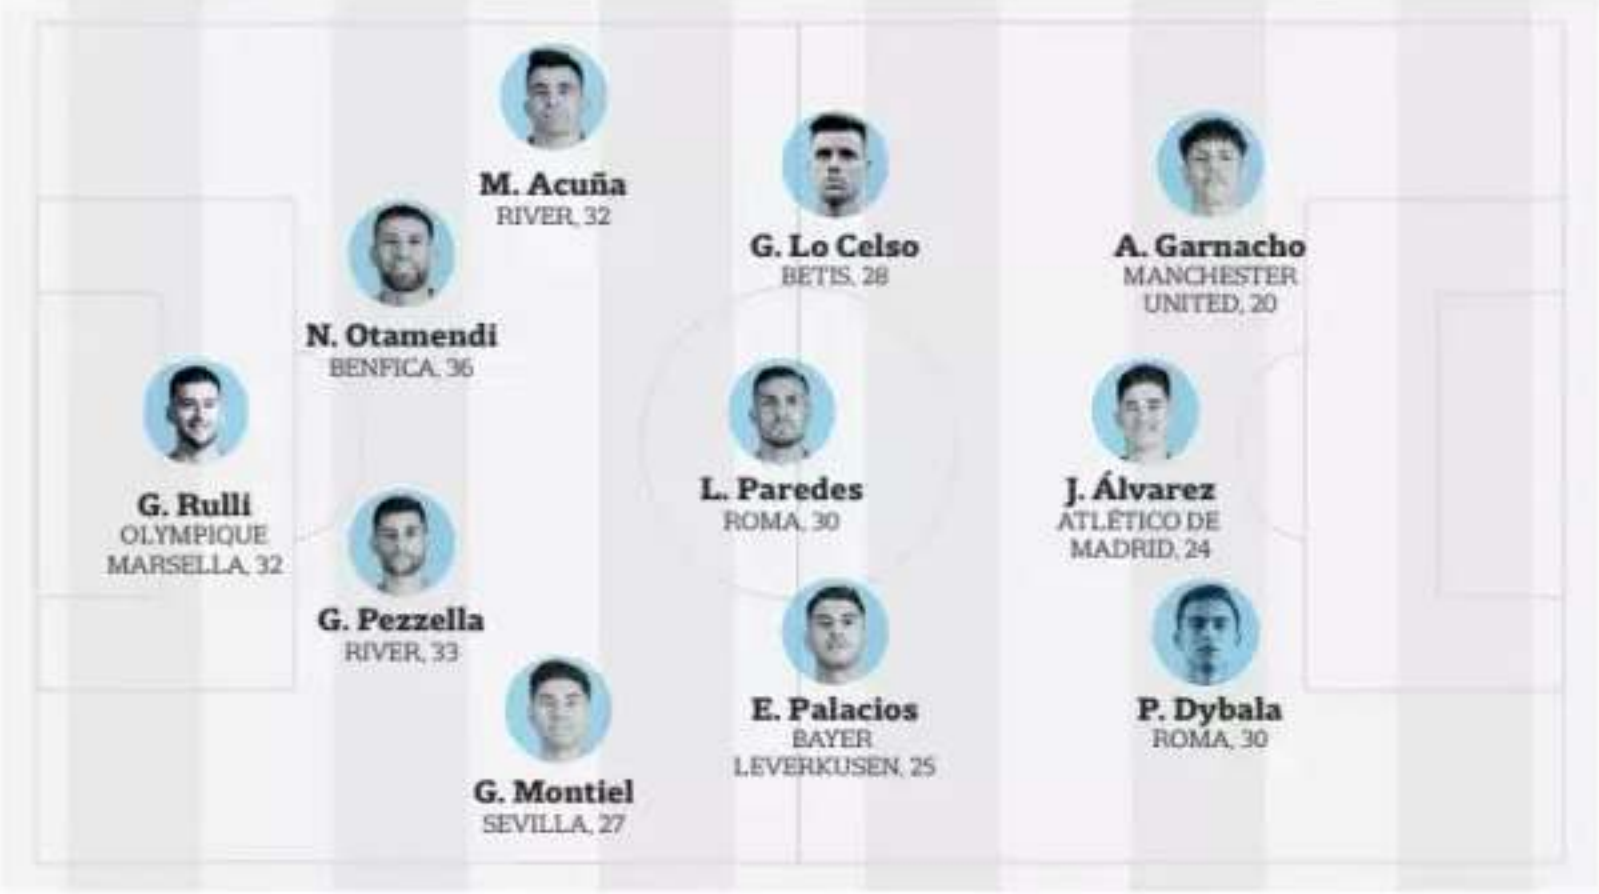 M. Acuña
RIVER, 32
G. Lo Celso
BETIS, 28
A. Garnacho
MANCHESTER
UNITED, 20
N. Otamendi
BENFICA, 36
G. Rulli
OLYMPIQUE
MARSELLA, 32
L. Paredes
ROMA, 30
J. Álvarez
ATLÉTICO DE
MADRID, 24
G. Pezzella
RIVER, 33
G. Montiel
SEVILLA, 27
E. Palacios
BAYER
LEVERKUSEN, 25
P. Dybala
ROMA, 30